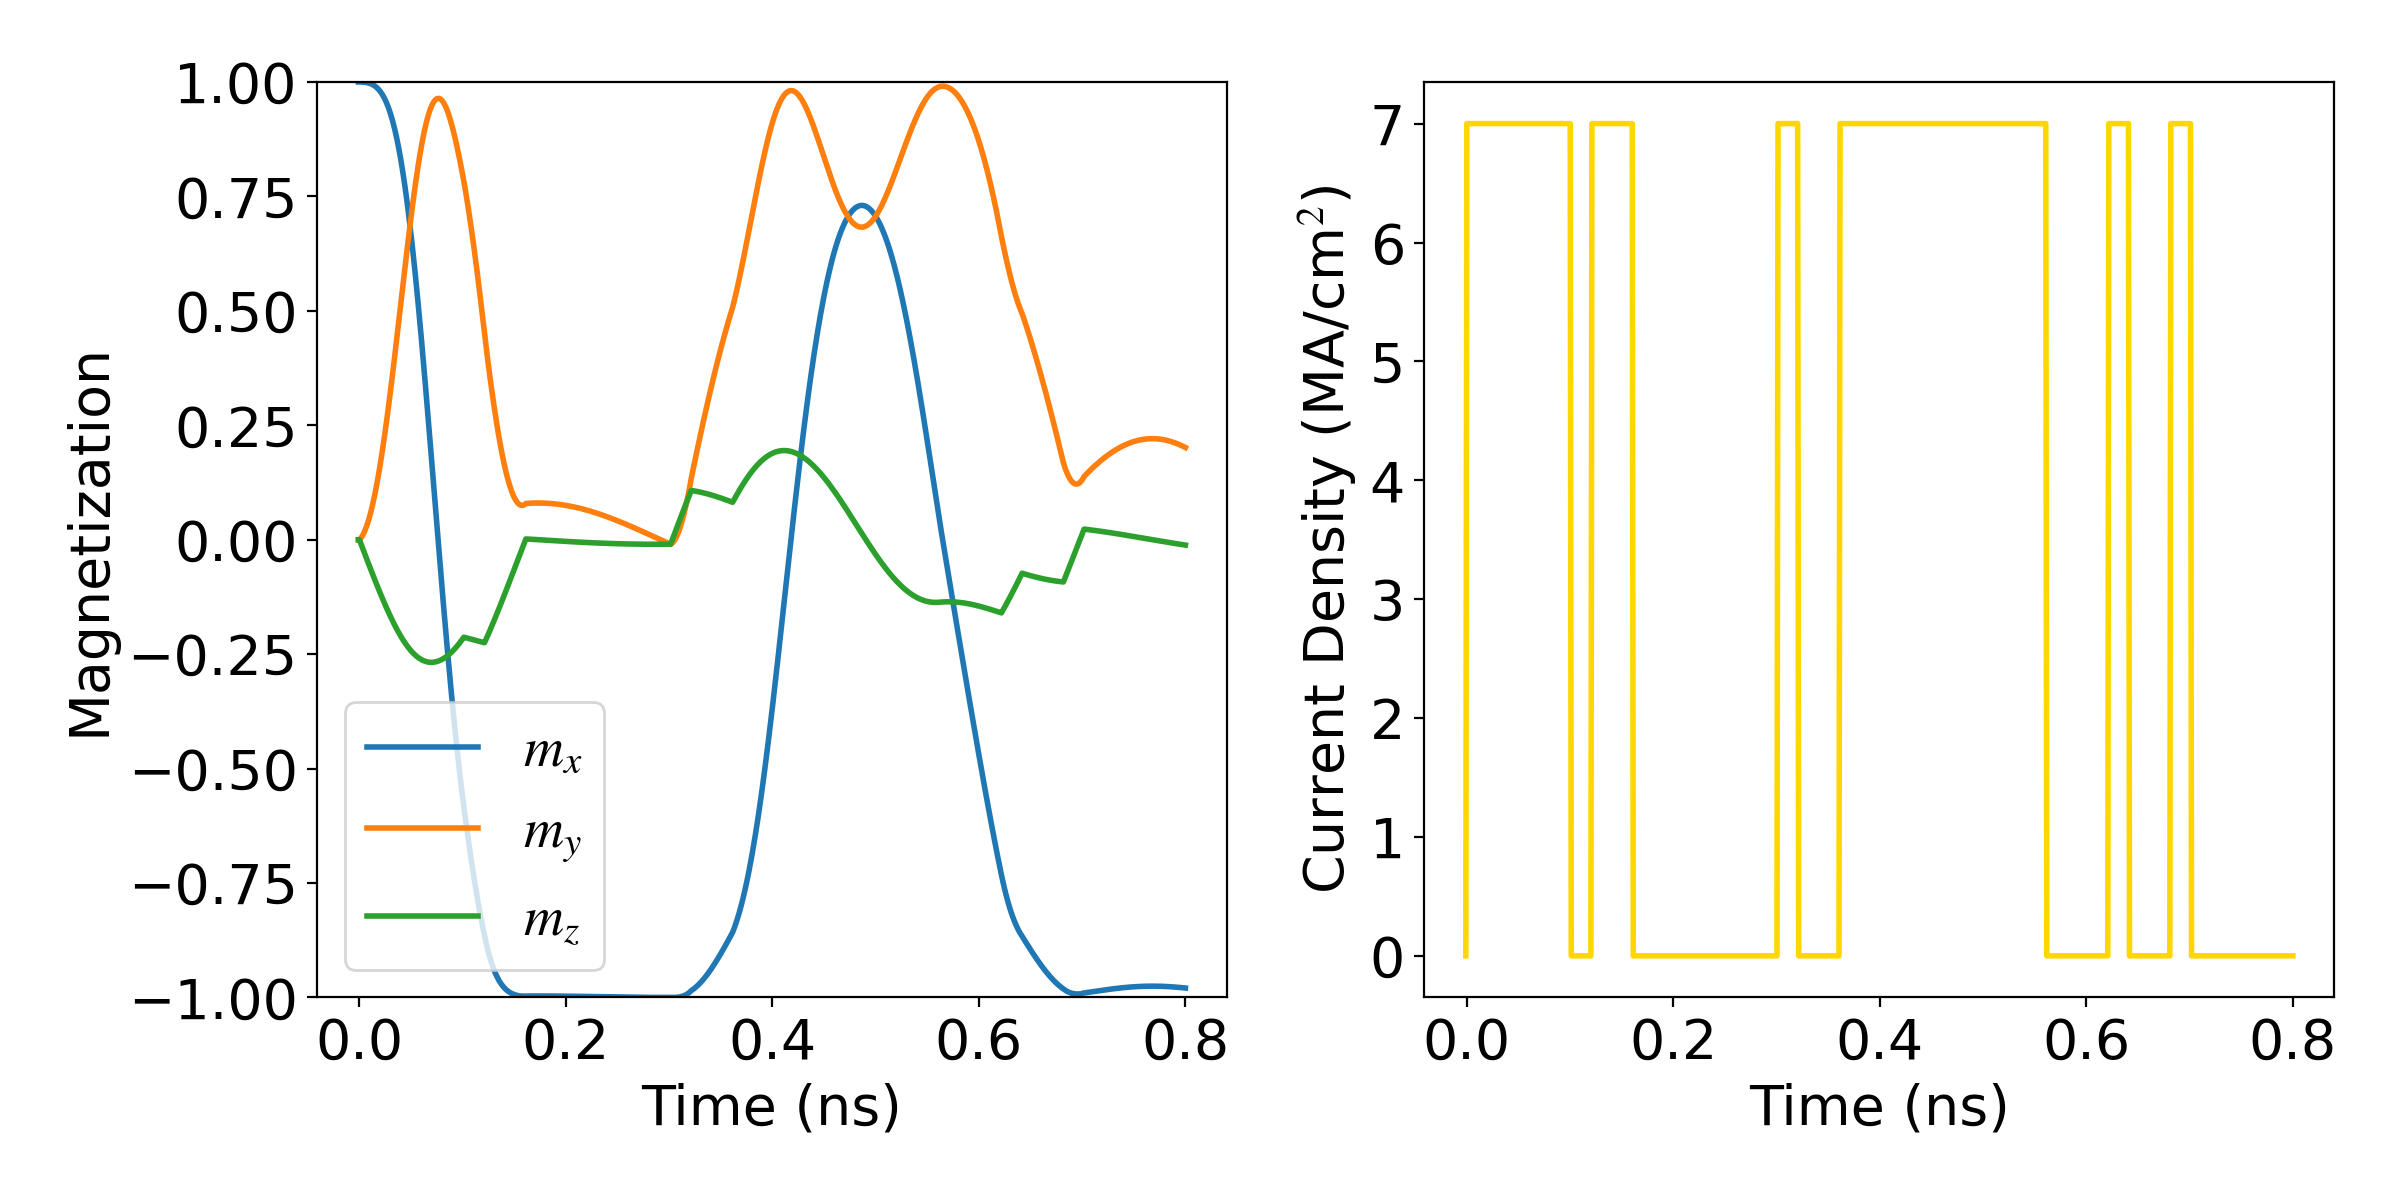 Magnetization
1.00
0.75
0.50
0.25
0.00
−0.25
−0.50
−0.75
−1.00
m_x
m_y
m_z
0.0 0.2 0.4 0.6 0.8
Time (ns)
Current Density (MA/cm²)
7
6
5
4
3
2
1
0
0.0 0.2 0.4 0.6 0.8
Time (ns)